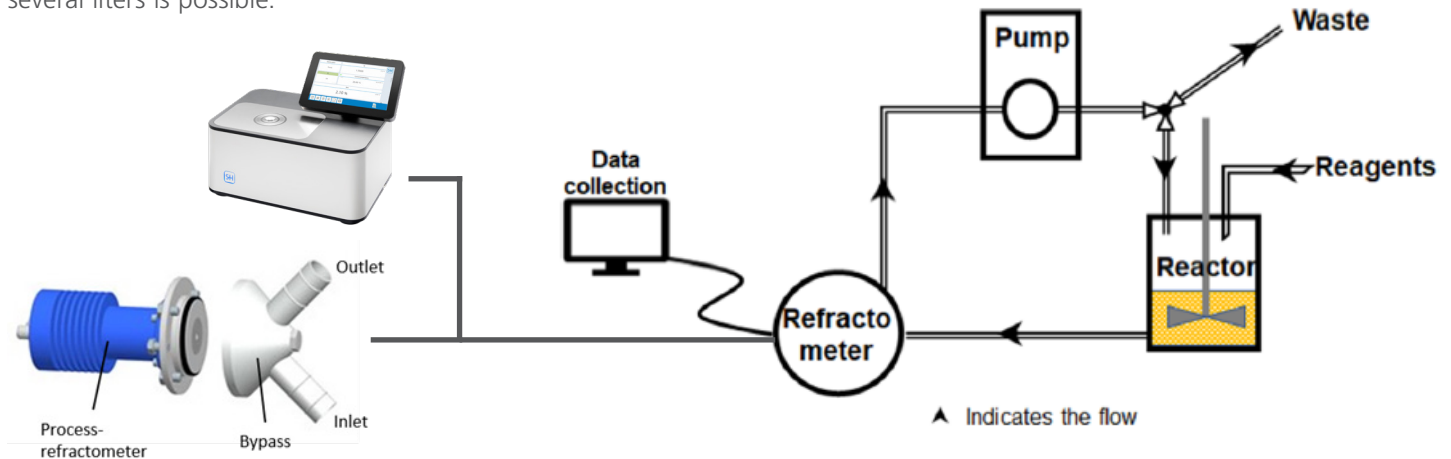 several liters is possible.
Pump
Waste
Data
collection
Reagents
Reactor
Refracto
meter
Outlet
Inlet
Process-
refractometer
Bypass
Indicates the flow